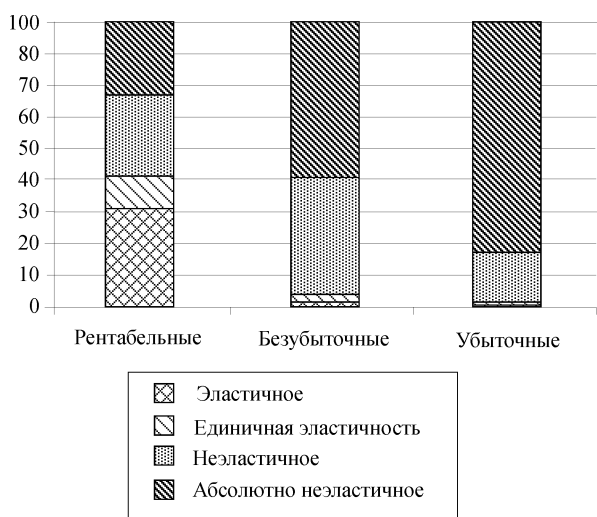 100
90
80
70
60
50
40
30
20
10
0
Рентабельные Безубыточные Убыточные
Эластичное
Единичная эластичность
Неэластичное
Абсолютно неэластичное